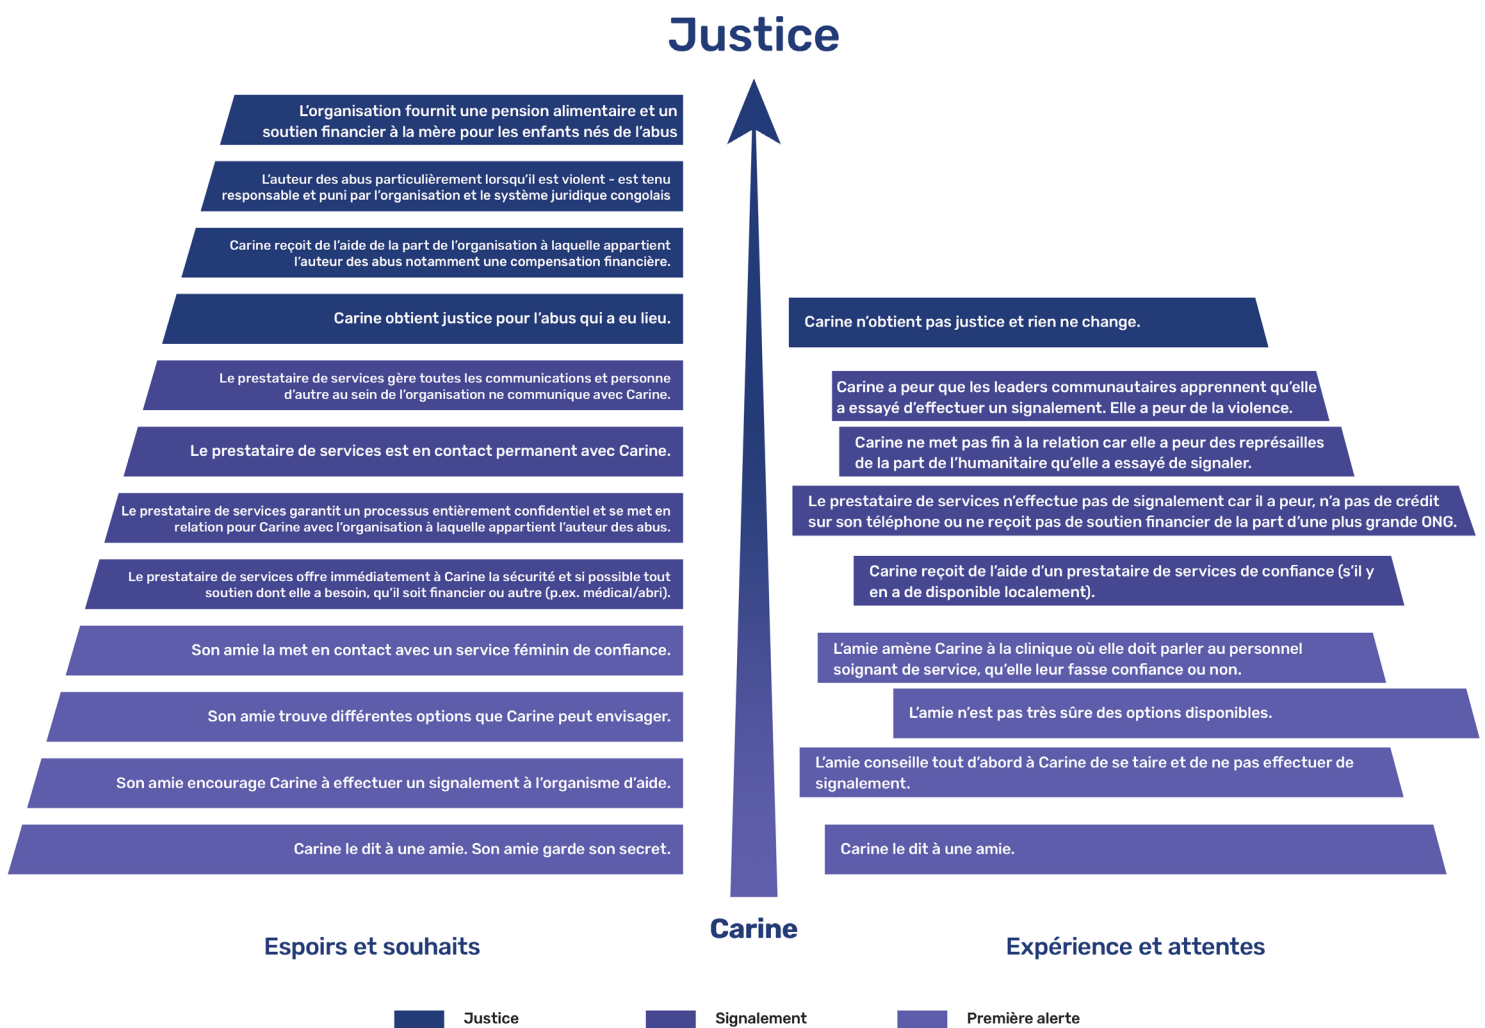 Justice
L'organisation fournit une pension alimentaire et un
soutien financier à la mère pour les enfants nés de l'abus
L'auteur des abus particulièrement lorsqu'il est violent - est tenu
responsable et puni par l'organisation et le système juridique congolais
Carine reçoit de l'aide de la part de l'organisation à laquelle appartient
l'auteur des abus notamment une compensation financière.
Carine obtient justice pour l'abus qui a eu lieu.
Le prestataire de services gère toutes les communications et personne
d'autre au sein de l'organisation ne communique avec Carine.
Le prestataire de services est en contact permanent avec Carine.
Le prestataire de services garantit un processus entièrement confidentiel et se met en
relation pour Carine avec l'organisation à laquelle appartient l'auteur des abus.
Le prestataire de services offre immédiatement à Carine la sécurité et si possible tout
soutien dont elle a besoin, qu'il soit financier ou autre (p.ex. médical/abri).
Son amie la met en contact avec un service féminin de confiance.
Son amie trouve différentes options que Carine peut envisager.
Son amie encourage Carine à effectuer un signalement à l'organisme d'aide.
Carine le dit à une amie. Son amie garde son secret.
Espoirs et souhaits
Carine n'obtient pas justice et rien ne change.
Carine a peur que les leaders communautaires apprennent qu'elle
a essayé d'effectuer un signalement. Elle a peur de la violence.
Carine ne met pas fin à la relation car elle a peur des représailles
de la part de l'humanitaire qu'elle a essayé de signaler.
Le prestataire de services n'effectue pas de signalement car il a peur, n'a pas de crédit
sur son téléphone ou ne reçoit pas de soutien financier de la part d'une plus grande ONG.
Carine reçoit de l'aide d'un prestataire de services de confiance (s'il y
en a de disponible localement).
L'amie amène Carine à la clinique où elle doit parler au personnel
soignant de service, qu'elle leur fasse confiance ou non.
L'amie n'est pas très sûre des options disponibles.
L'amie conseille tout d'abord à Carine de se taire et de ne pas effectuer de
signalement.
Carine le dit à une amie.
Expérience et attentes
Carine
Justice
Signalement
Première alerte